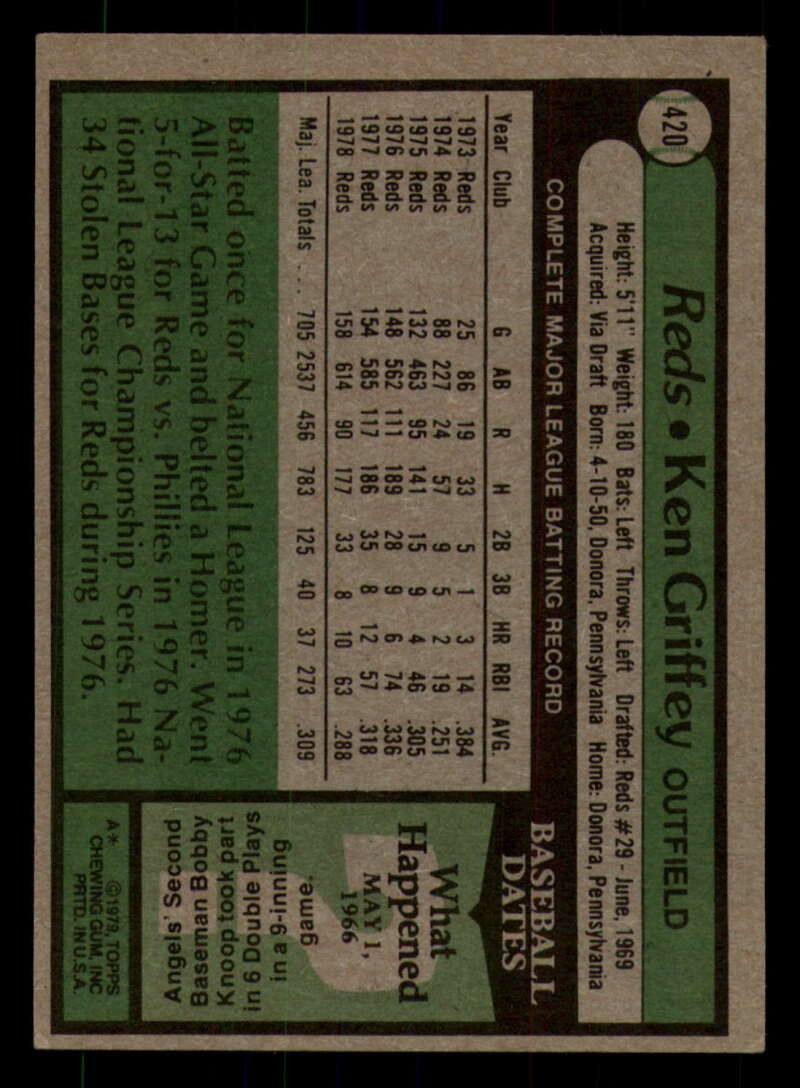 420
Reds • Ken Griffey OUTFIELD
Height: 5'11" Weight: 180 Bats: Left Throws: Left Drafted: Reds #29 - June, 1969
Acquired: Via Draft Born: 4-10-50, Donora, Pennsylvania Home: Donora, Pennsylvania
COMPLETE MAJOR LEAGUE BATTING RECORD
Year Club G AB R H 2B 3B HR RBI AVG.
1973 Reds 25 86 19 33 5 1 3 14 .384
1974 Reds 88 227 24 57 9 5 2 19 .251
1975 Reds 132 463 95 141 15 9 4 46 .305
1976 Reds 148 562 111 189 28 9 6 74 .336
1977 Reds 154 585 117 186 35 8 12 57 .318
1978 Reds 158 614 90 177 33 8 10 63 .288
Maj. Lea. Totals ... 705 2537 456 783 125 40 37 273 .309
Batted once for National League in 1976
All-Star Game and belted a Homer. Went
5-for-13 for Reds vs. Phillies in 1976 Na-
tional League Championship Series. Had
34 Stolen Bases for Reds during 1976.
BASEBALL
DATES
What
Happened
MAY 1,
1966
Angels' Second
Baseman Bobby
Knoop took part
in 6 Double Plays
in a 9-inning
game.
A* ©1979, TOPPS
CHEWING GUM, INC
PRTD. IN U.S.A.